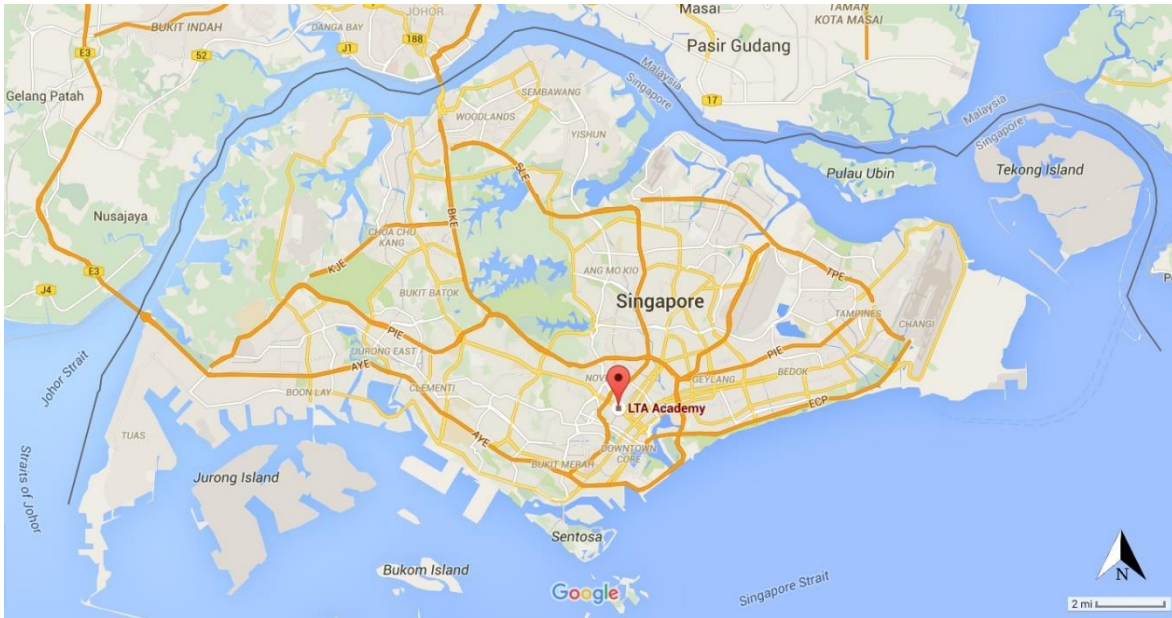 BUKIT INDAH
DANGA BAY
JOHOR
Masai
TAMAN
KOTA MASAI
E3
52
J1
188
Pasir Gudang
Gelang Patah
17
Malaysia
Singapore
Malaysia
Singapore
SEMBAWANG
WOODLANDS
YISHUN
SLE
Pulau Ubin
Tekong Island
Nusajaya
BKE
CHOA CHU
KANG
KJE
E3
J4
ANG MO KIO
TPE
BUKIT BATOK
Singapore
TAMPINES
CHANGI
PIE
JURONG EAST
PIE
Johor Strait
AYE
CLEMENTI
BOON LAY
GEYLANG
BEDOK
ECP
LTA Academy
TUAS
AYE
BUKIT MERAH
DOWNTOWN
CORE
Straits of Johor
Jurong Island
Sentosa
Bukom Island
Google
Singapore Strait
N
2 mi